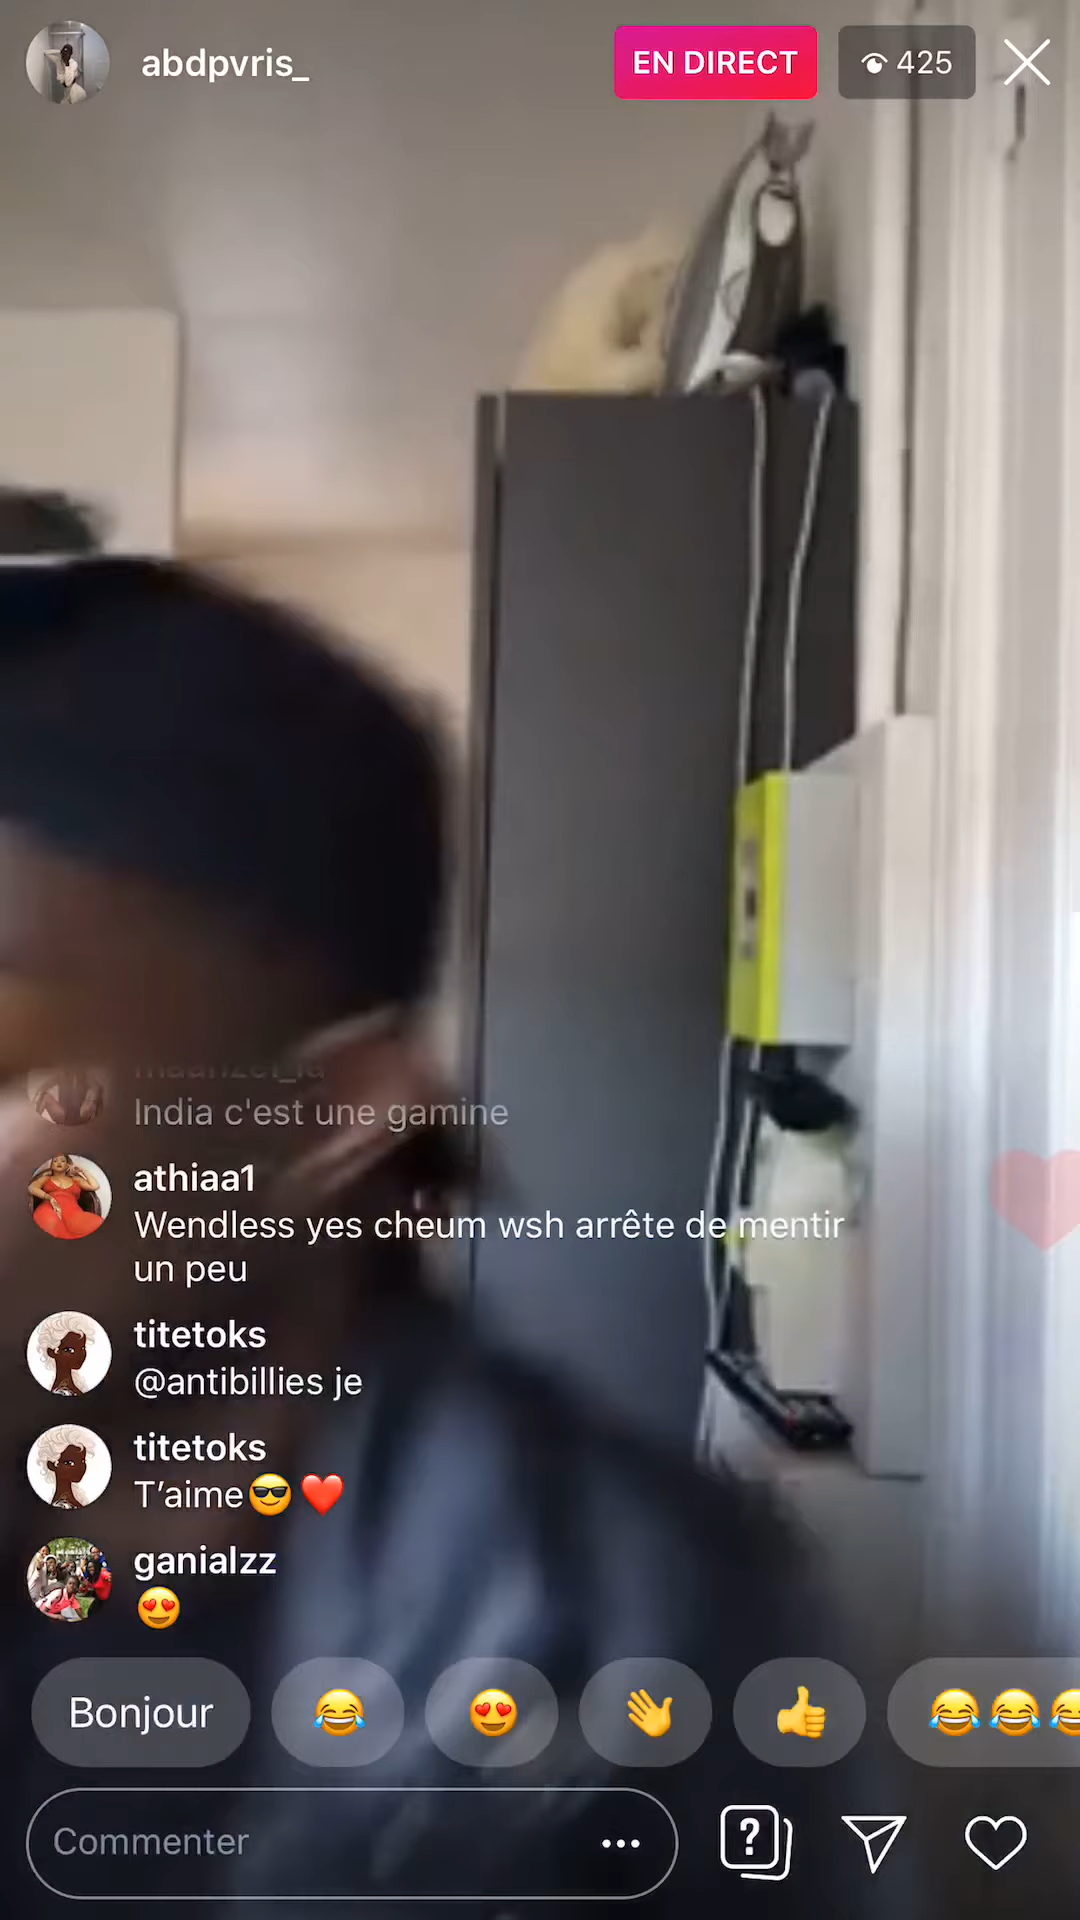 abdpvris_
EN DIRECT
425
India c'est une gamine
athiaa1
Wendless yes cheum wsh arrête de mentir
un peu
titetoks
@antibillies je
titetoks
T’aime😎❤️
ganialzz
😍
Bonjour
😂
😍
👋
👍
😂😂😂
Commenter